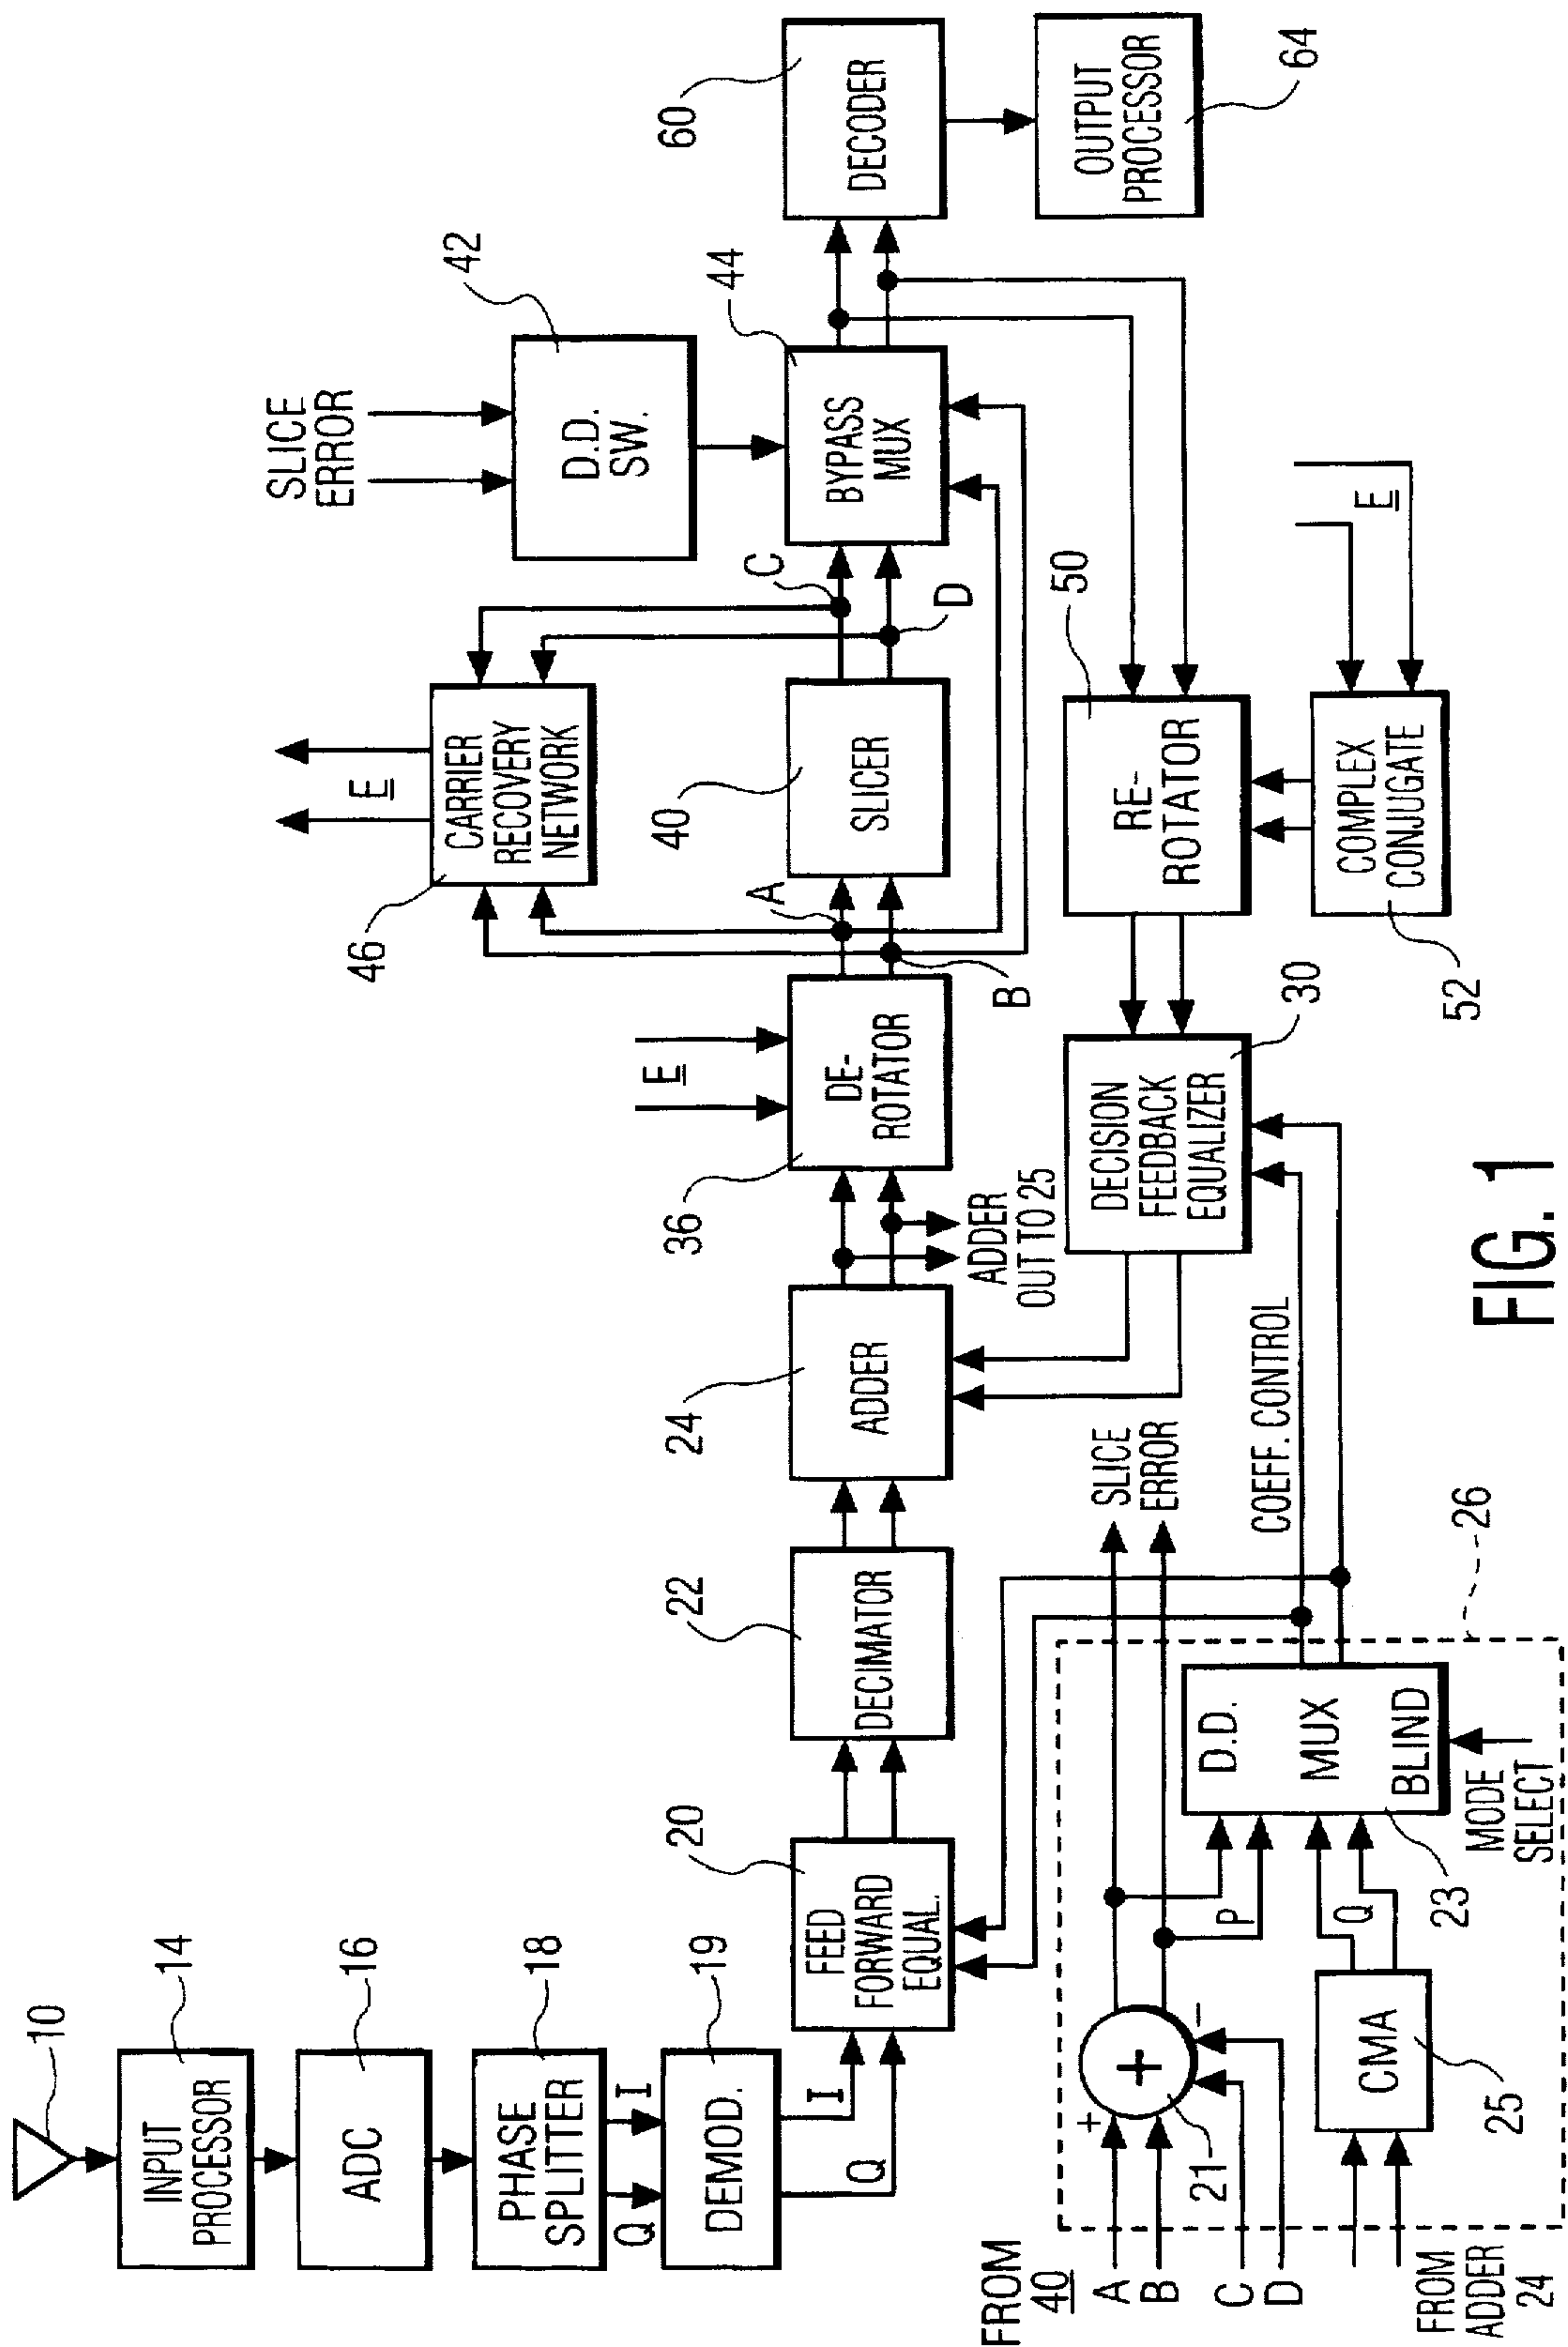 10
INPUT
PROCESSOR
14
ADC
16
PHASE
SPLITTER
18
Q
I
DEMOD.
19
I
Q
FEED
FORWARD
EQUAL.
20
DECIMATOR
22
ADDER
24
ADDER
OUT TO 25
DE-
ROTATOR
36
E
A
B
SLICER
40
C
D
CARRIER
RECOVERY
NETWORK
46
E
SLICE
ERROR
D.D.
SW.
42
BYPASS
MUX
44
DECODER
60
OUTPUT
PROCESSOR
64
RE-
ROTATOR
50
COMPLEX
CONJUGATE
52
E
DECISION
FEEDBACK
EQUALIZER
30
COEFF. CONTROL
SLICE
ERROR
26
FROM
40
A
B
C
D
+
+
−
21
P
Q
D.D.
MUX
BLIND
23
MODE
SELECT
CMA
25
FROM
ADDER
24
FIG. 1